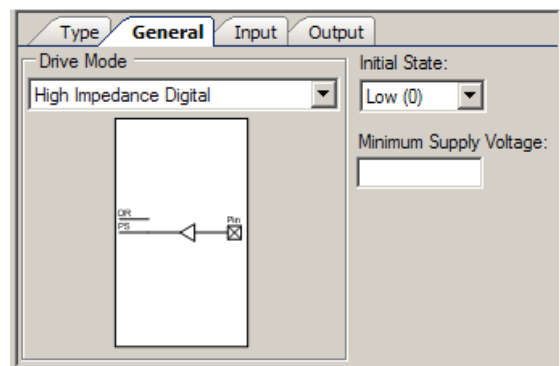 Type General Input Output
Drive Mode
High Impedance Digital
DR
PS
Pin
Initial State:
Low (0)
Minimum Supply Voltage: